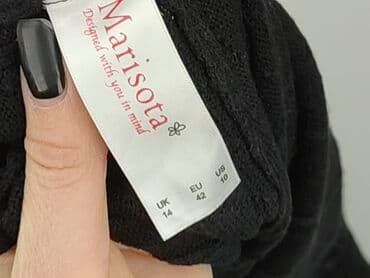 Marisota
Designed with you in mind
UK EU US
14 42 10